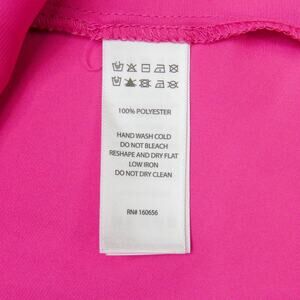 100% POLYESTER
HAND WASH COLD
DO NOT BLEACH
RESHAPE AND DRY FLAT
LOW IRON
DO NOT DRY CLEAN
RN# 160656